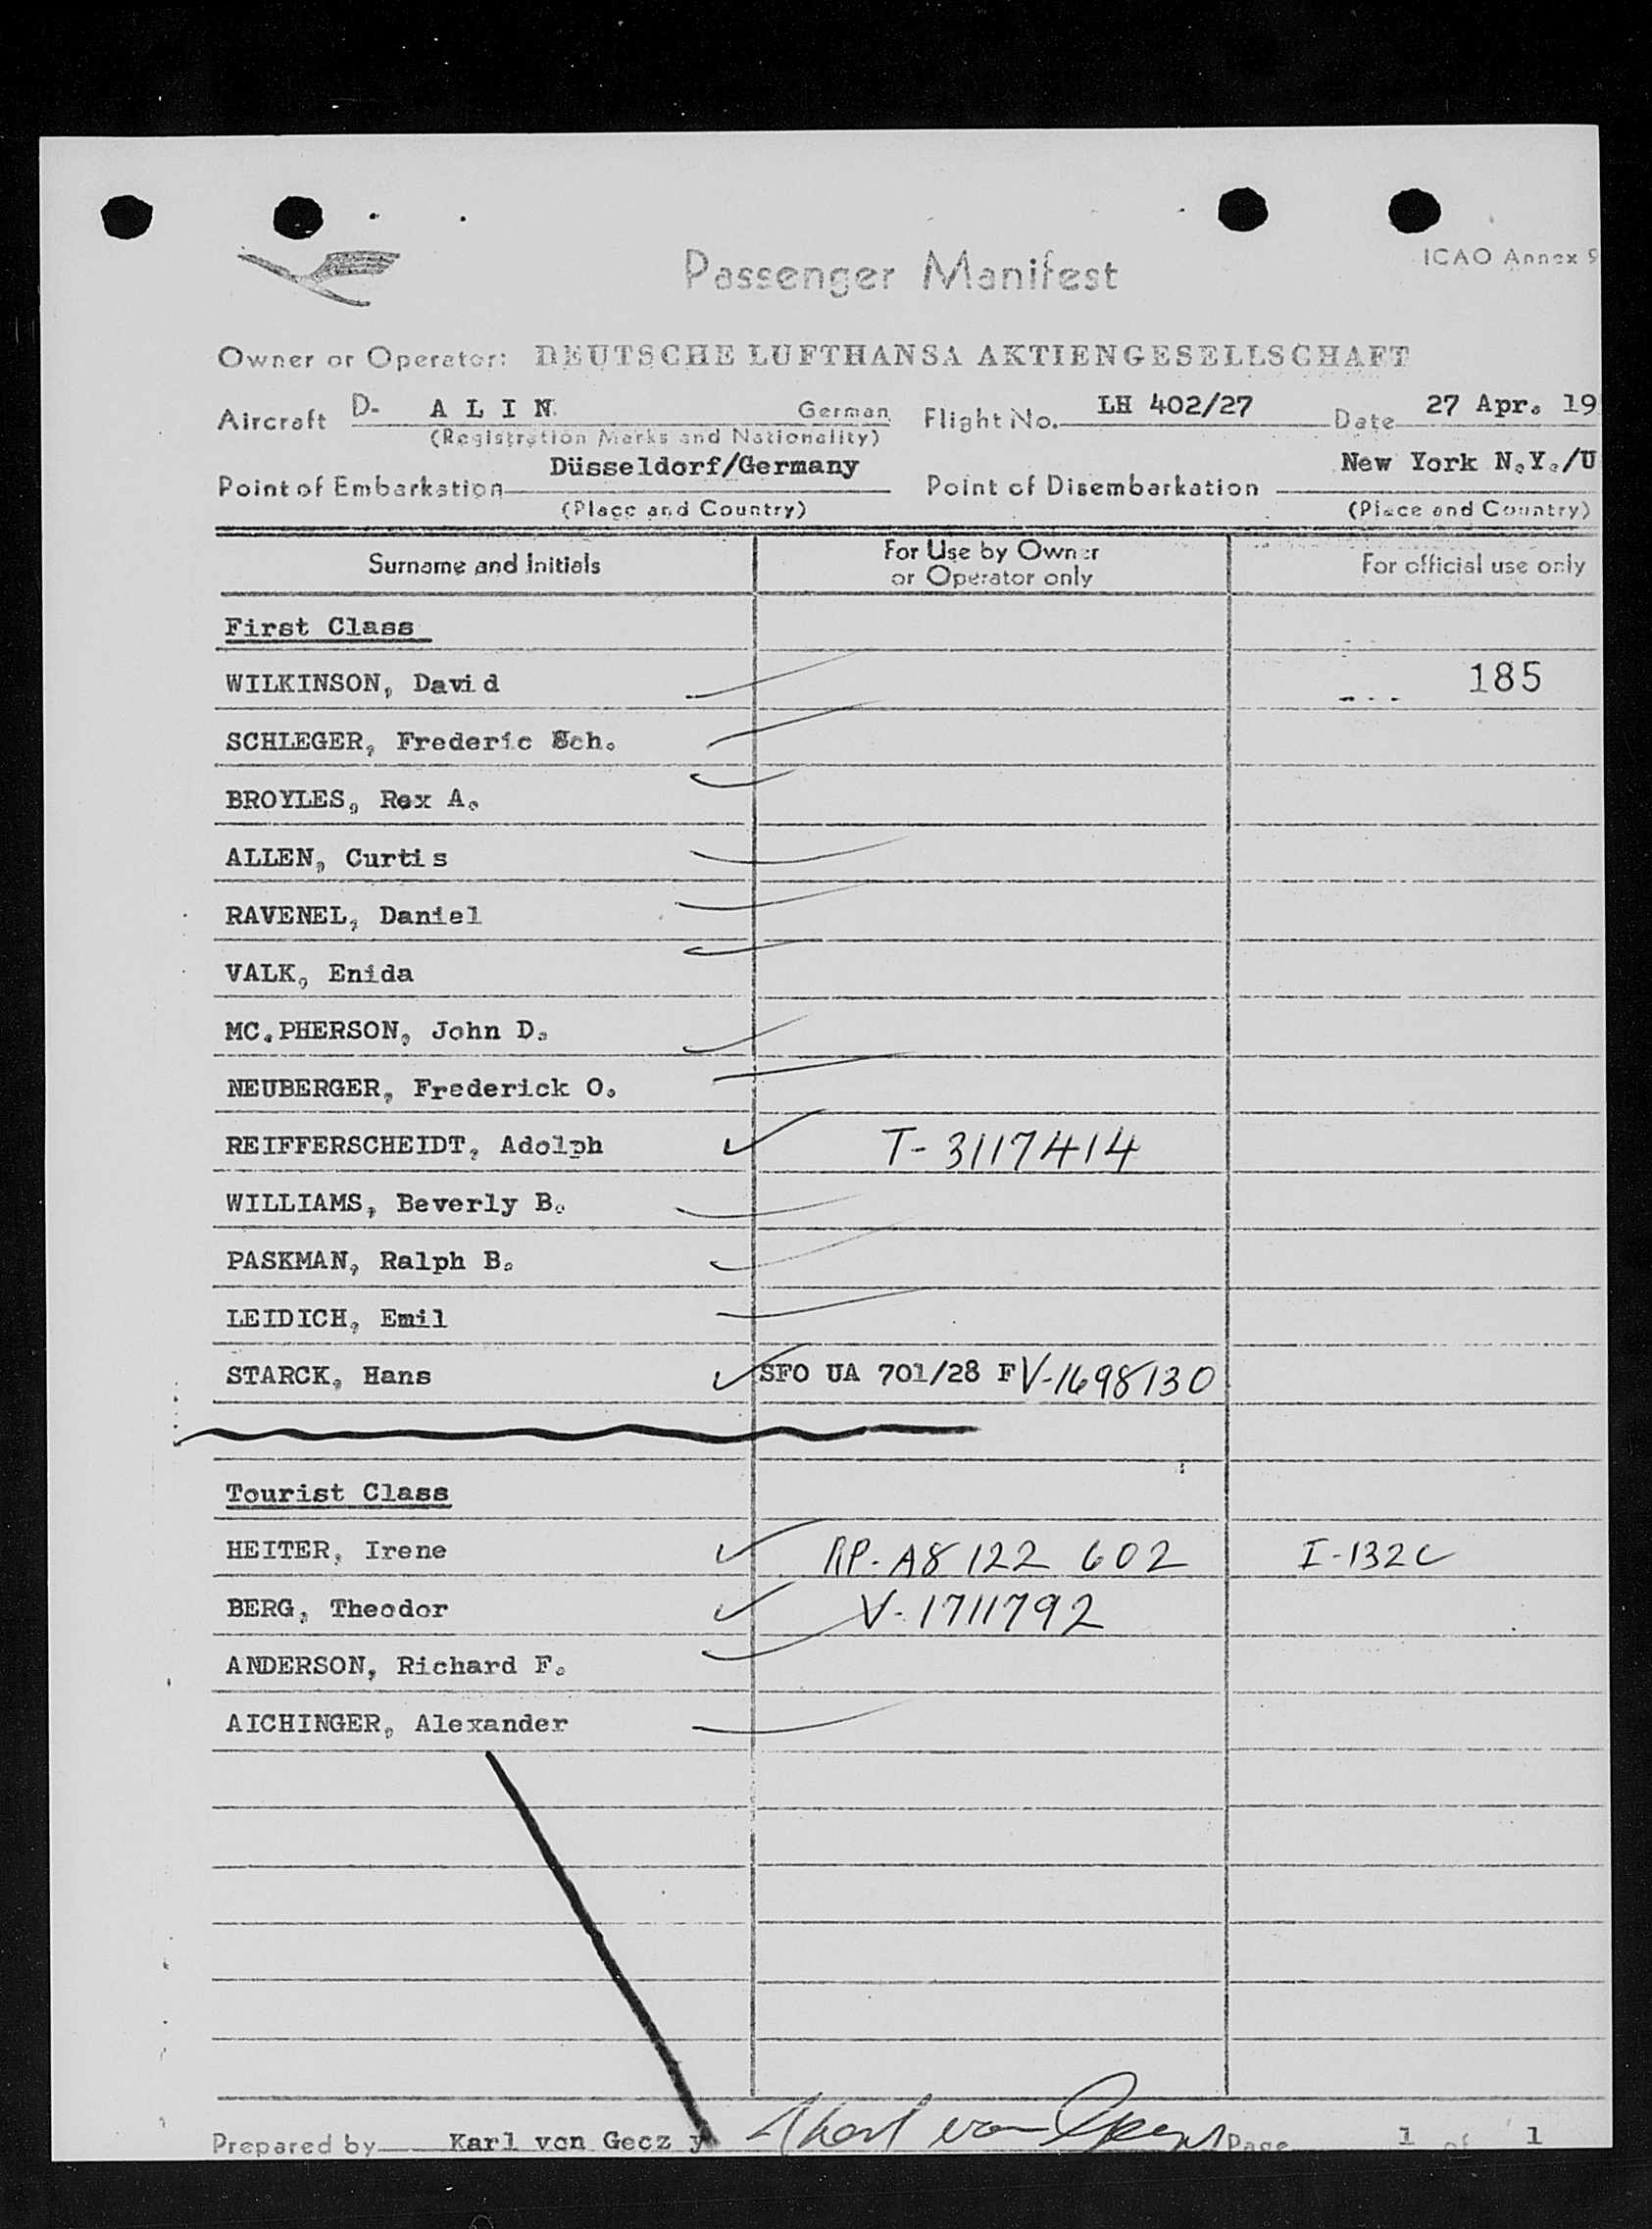 Passenger Manifest
ICAO Annex 9
Owner or Operator: DEUTSCHE LUFTHANSA AKTIENGESELLSCHAFT
Aircraft D- A L I N German Flight No. LH 402/27 Date 27 Apr. 19
(Registration Marks and Nationality)
Point of Embarkation Düsseldorf/Germany Point of Disembarkation New York N.Y./U
(Place and Country) (Place and Country)
Surname and Initials For Use by Owner or Operator only For official use only
First Class
WILKINSON, David 185
SCHLEGER, Frederic Sch.
BROYLES, Rex A.
ALLEN, Curtis
RAVENEL, Daniel
VALK, Enida
MC.PHERSON, John D.
NEUBERGER, Frederick O.
REIFFERSCHEIDT, Adolph T-3117414
WILLIAMS, Beverly B.
PASKMAN, Ralph B.
LEIDICH, Emil
STARCK, Hans SFO UA 701/28 F V-1698130
Tourist Class
HEITER, Irene RP-A8 122 602 I-132c
BERG, Theodor V-1711792
ANDERSON, Richard F.
AICHINGER, Alexander
Prepared by Karl von Gecz y Page 1 of 1